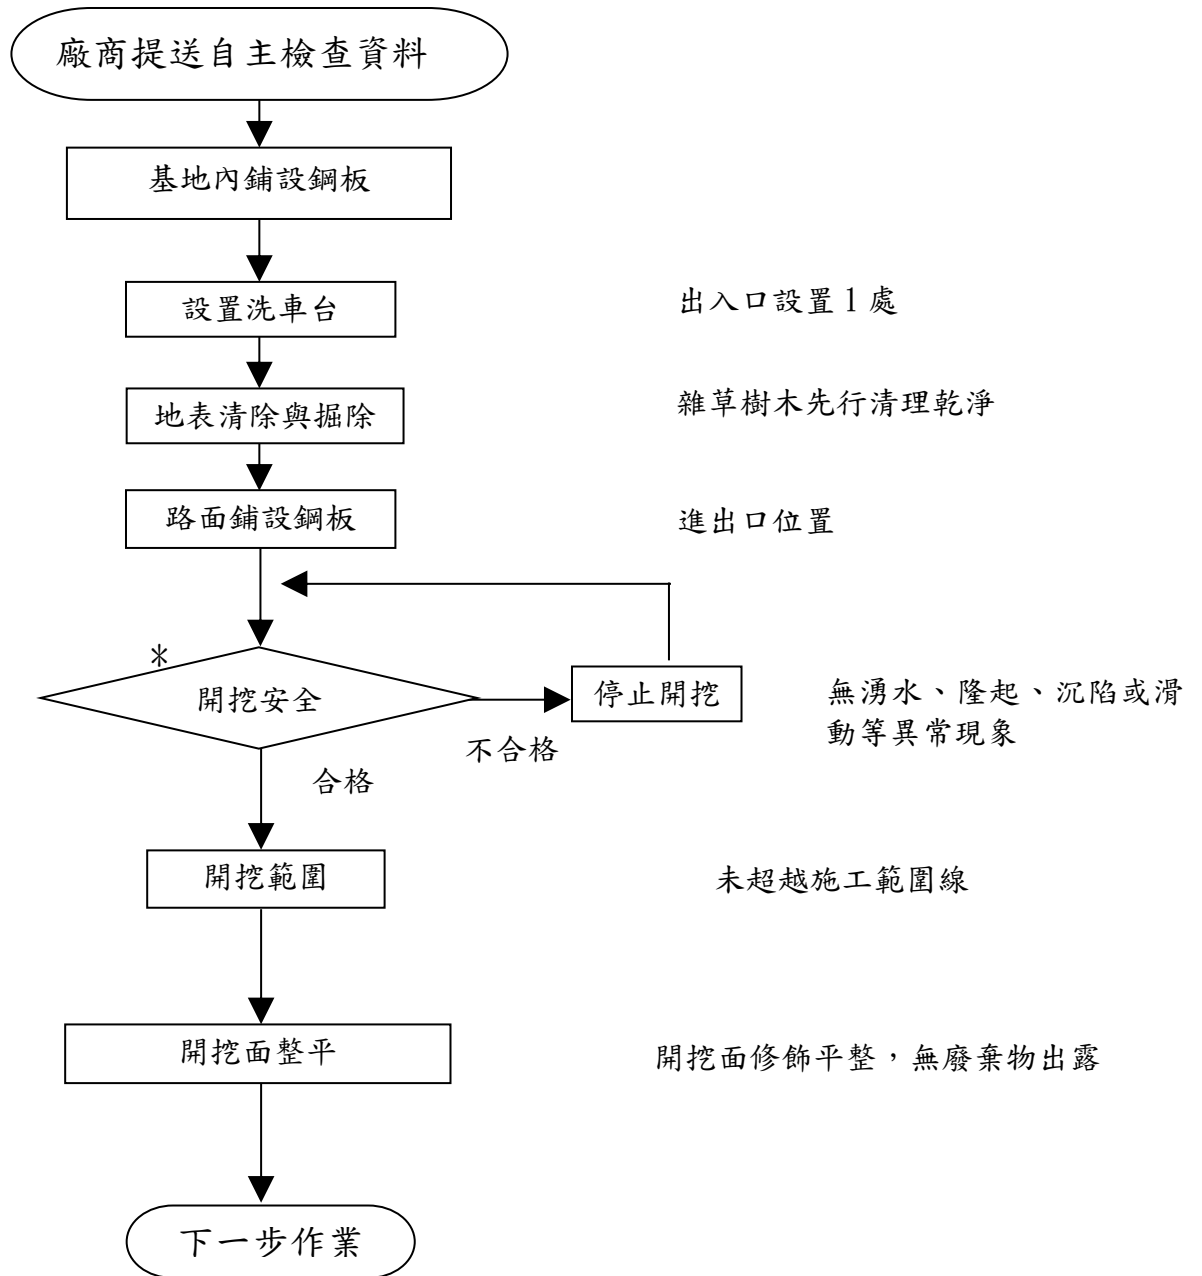 廠商提送自主檢查資料
基地內鋪設鋼板
設置洗車台
出入口設置1處
地表清除與掘除
雜草樹木先行清理乾淨
路面鋪設鋼板
進出口位置
*
開挖安全
停止開挖
無湧水、隆起、沉陷或滑
動等異常現象
不合格
合格
開挖範圍
未超越施工範圍線
開挖面整平
開挖面修飾平整，無廢棄物出露
下一步作業